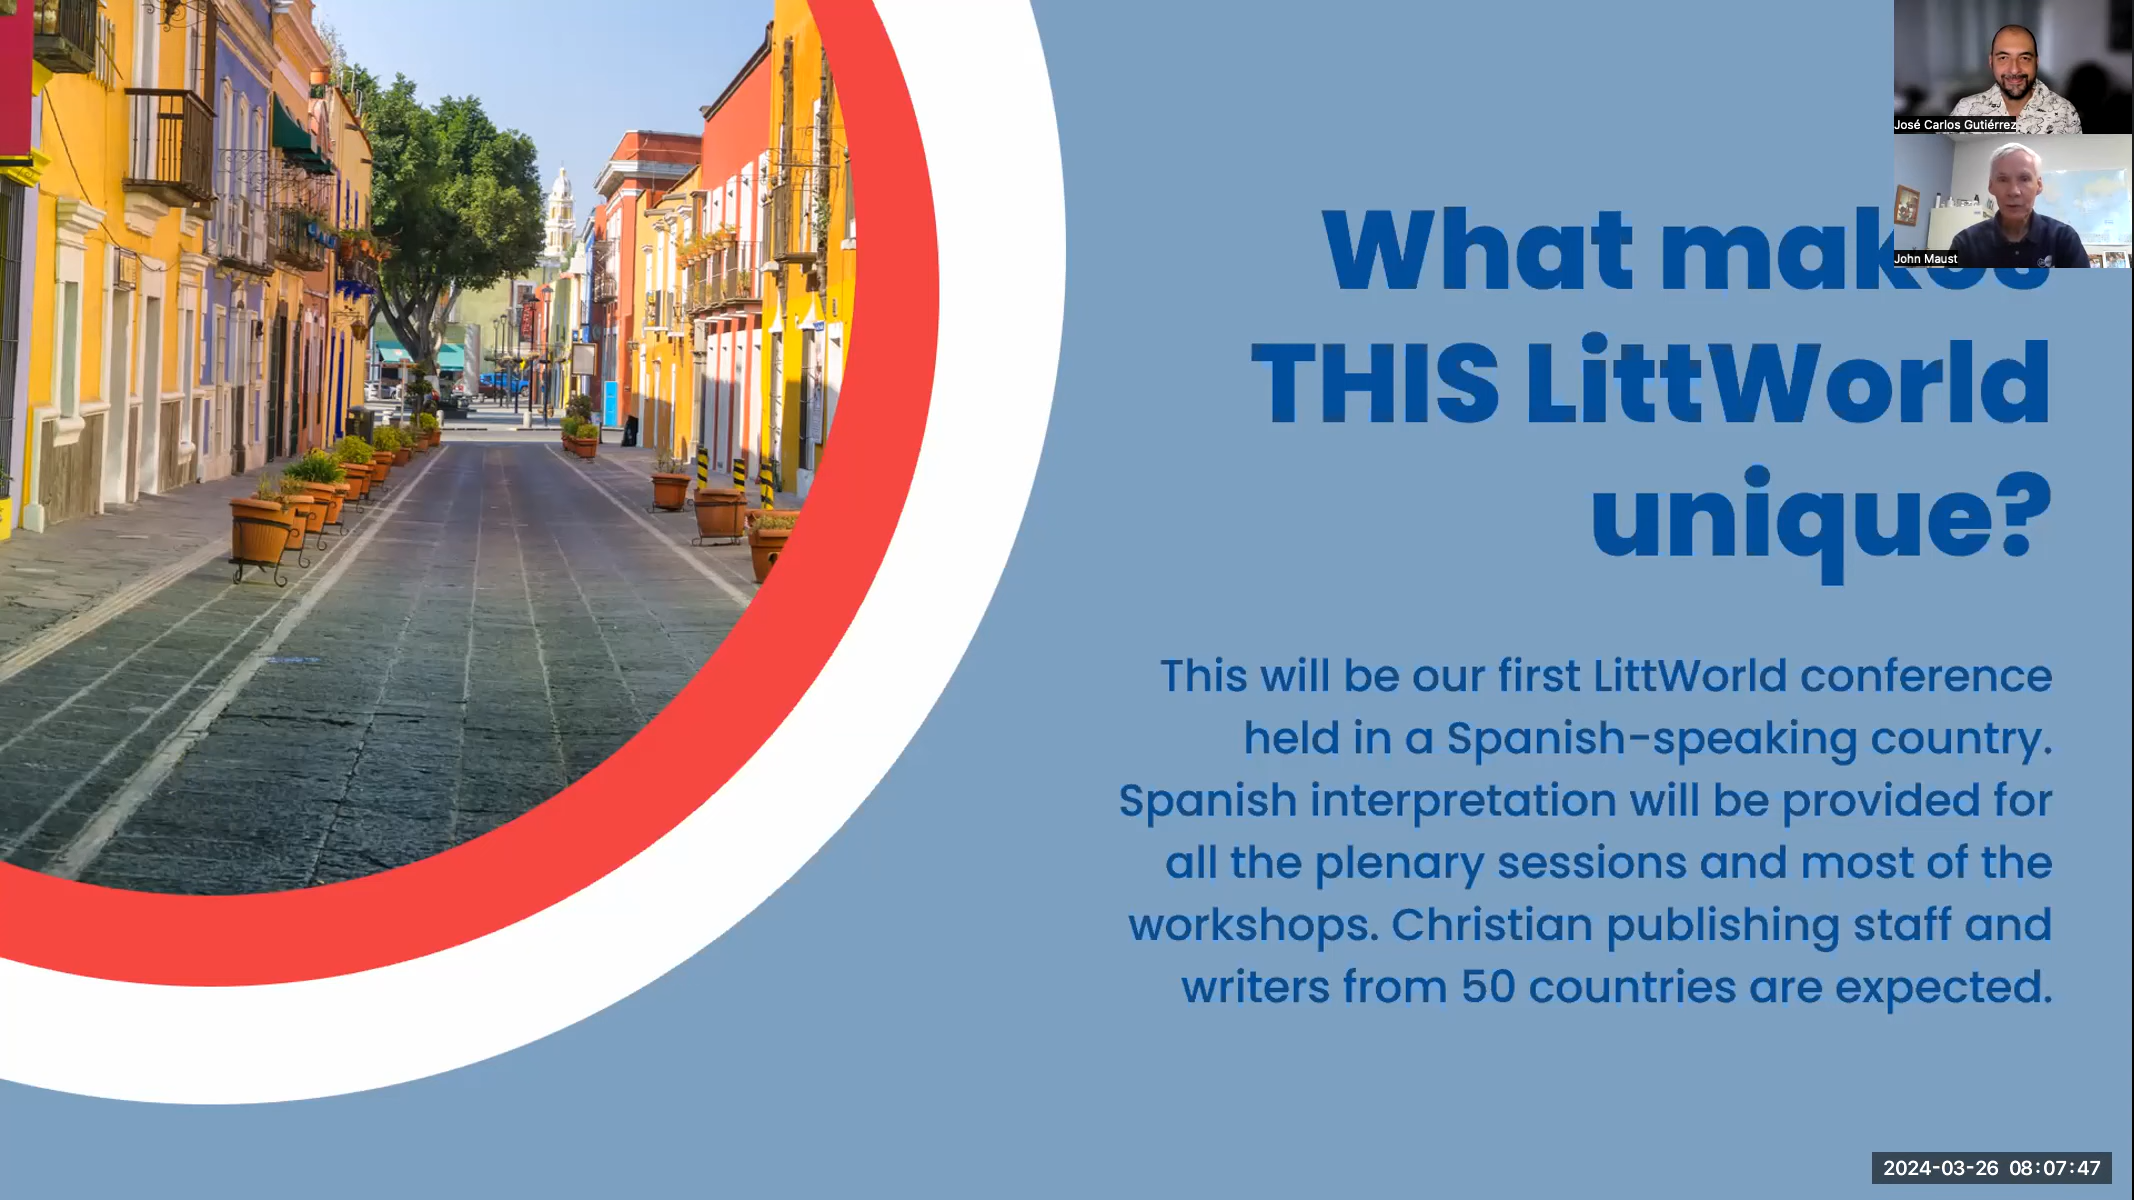 José Carlos Gutiérrez
John Maust
What makes
THIS LittWorld
unique?
This will be our first LittWorld conference
held in a Spanish-speaking country.
Spanish interpretation will be provided for
all the plenary sessions and most of the
workshops. Christian publishing staff and
writers from 50 countries are expected.
2024-03-26 08:07:47